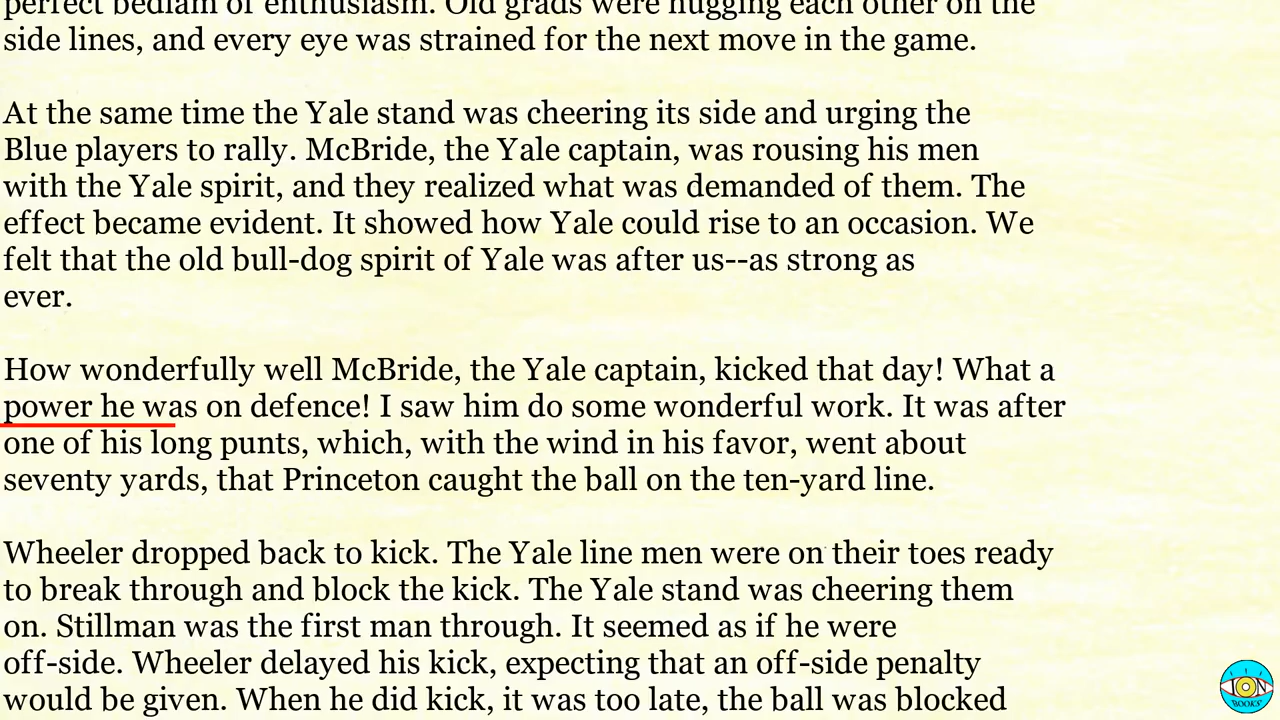 perfect bedlam of enthusiasm. Old grads were hugging each other on the
side lines, and every eye was strained for the next move in the game.
At the same time the Yale stand was cheering its side and urging the
Blue players to rally. McBride, the Yale captain, was rousing his men
with the Yale spirit, and they realized what was demanded of them. The
effect became evident. It showed how Yale could rise to an occasion. We
felt that the old bull-dog spirit of Yale was after us--as strong as
ever.
How wonderfully well McBride, the Yale captain, kicked that day! What a
power he was on defence! I saw him do some wonderful work. It was after
one of his long punts, which, with the wind in his favor, went about
seventy yards, that Princeton caught the ball on the ten-yard line.
Wheeler dropped back to kick. The Yale line men were on their toes ready
to break through and block the kick. The Yale stand was cheering them
on. Stillman was the first man through. It seemed as if he were
off-side. Wheeler delayed his kick, expecting that an off-side penalty
would be given. When he did kick, it was too late, the ball was blocked
ION
BOOKS